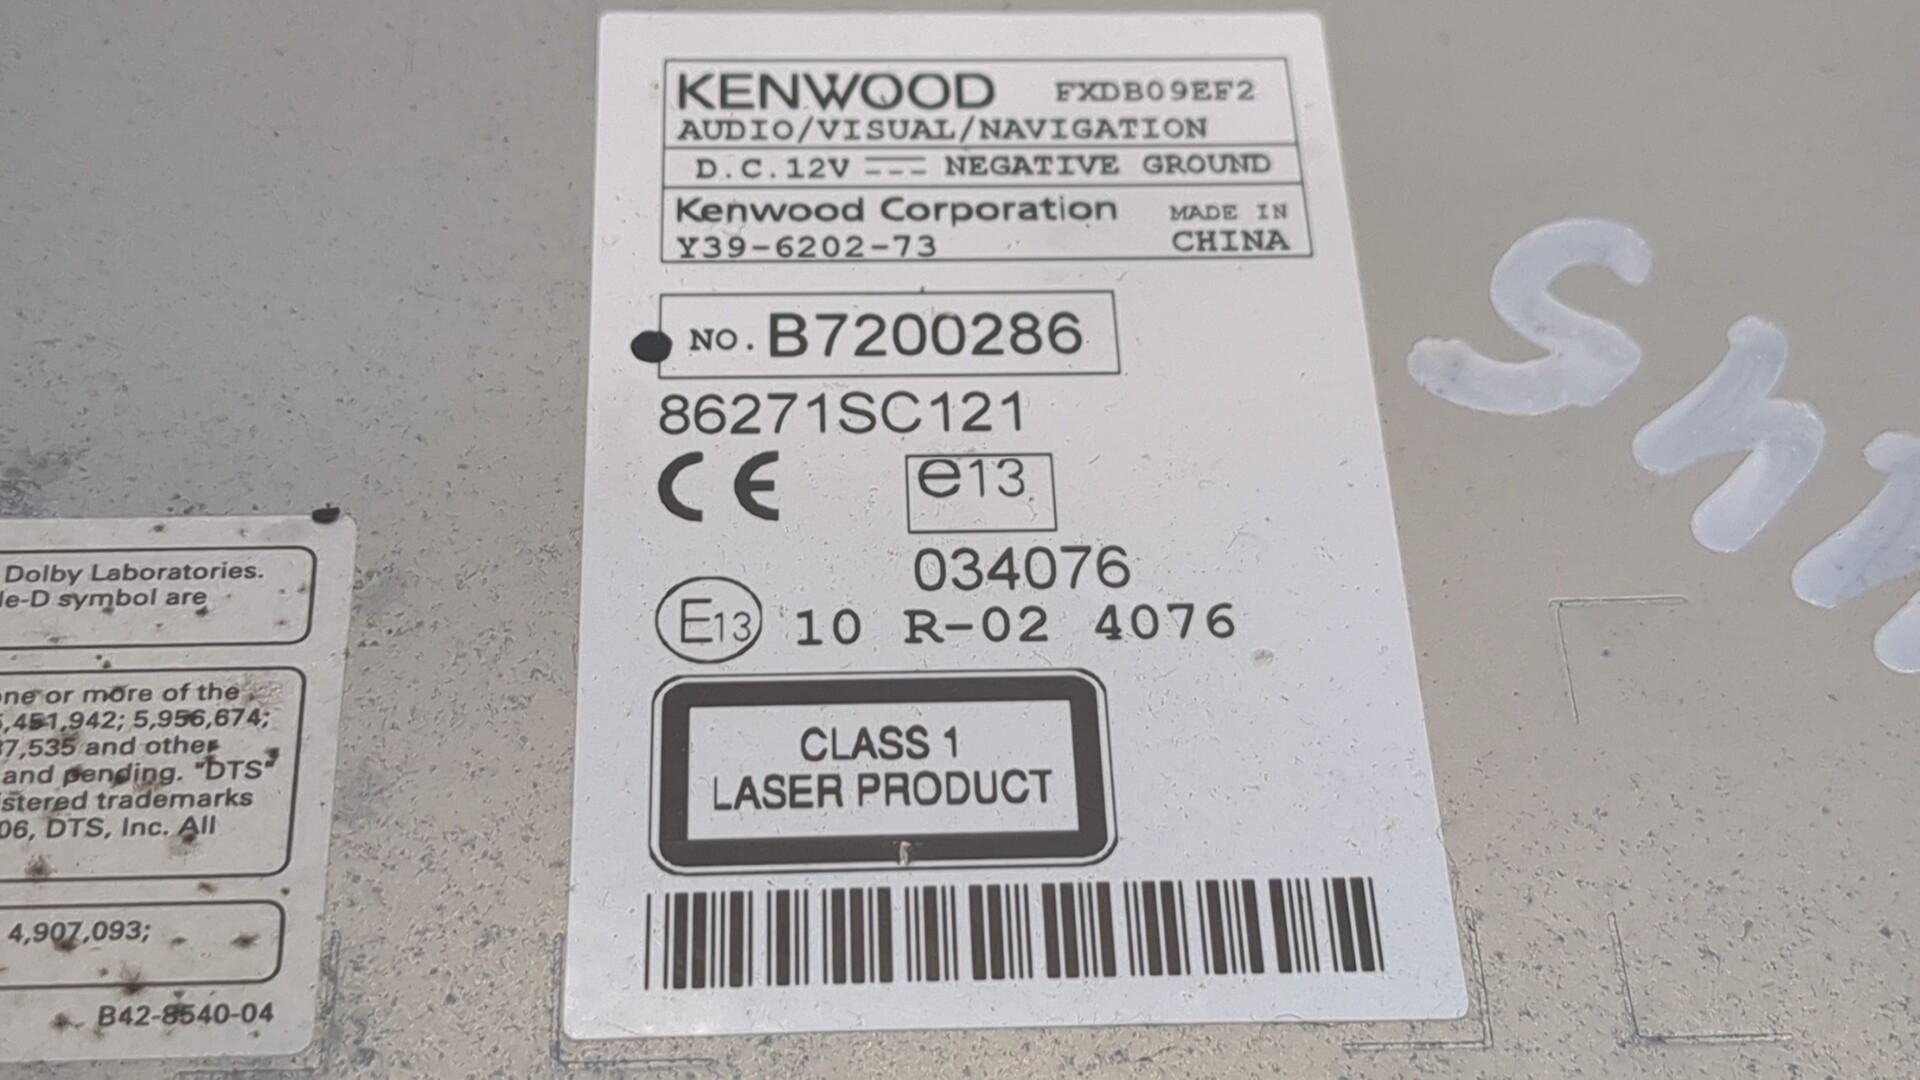 KENWOOD FXDB09EF2
AUDIO/VISUAL/NAVIGATION
D.C.12V NEGATIVE GROUND
Kenwood Corporation MADE IN
Y39-6202-73 CHINA
NO. B7200286
86271SC121
CE e13
034076
E13 10 R-02 4076
CLASS 1
LASER PRODUCT
Dolby Laboratories.
le-D symbol are
one or more of the
,451,942; 5,956,674;
7,535 and other
and pending. "DTS"
stered trademarks
06, DTS, Inc. All
4,907,093;
B42-8540-04